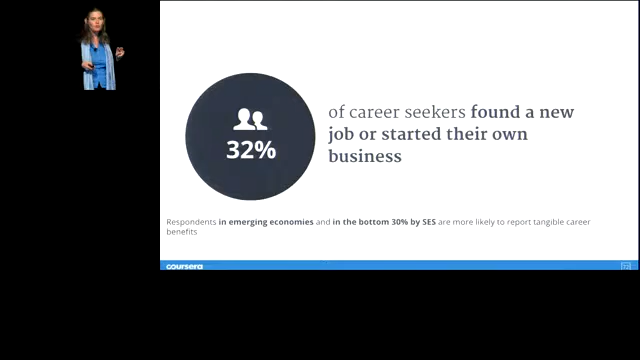 32%
of career seekers found a new
job or started their own
business
Respondents in emerging economies and in the bottom 30% by SES are more likely to report tangible career
benefits
coursera